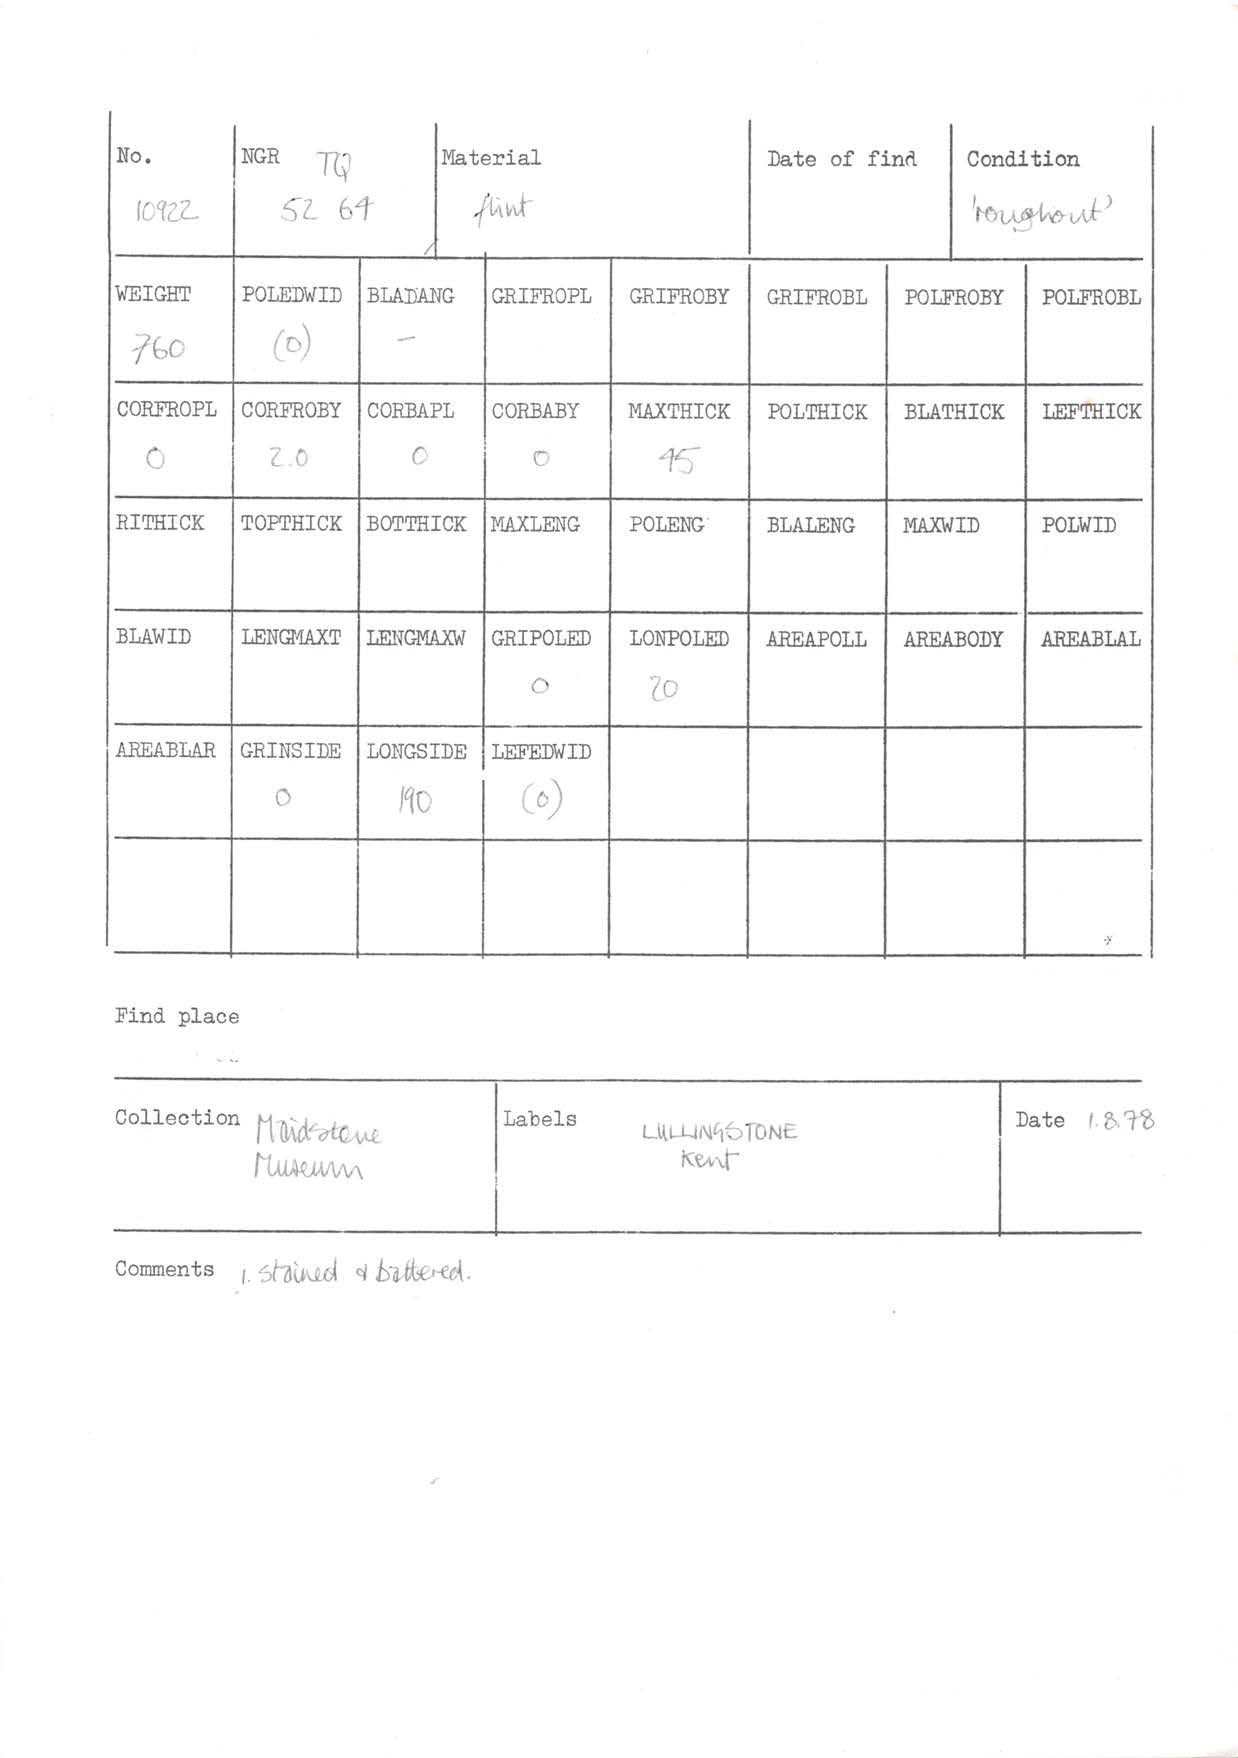 No. NGR TQ Material Date of find Condition
10922 52 64 flint 'roughout'
WEIGHT POLEDWID BLADANG GRIFROPL GRIFROBY GRIFROBL POLFROBY POLFROBL
760 (0) –
CORFROPL CORFROBY CORBAPL CORBABY MAXTHICK POLTHICK BLATHICK LEFTHICK
0 2.0 0 0 45
RITHICK TOPTHICK BOTTHICK MAXLENG POLENG BLALENG MAXWID POLWID
BLAWID LENGMAXT LENGMAXW GRIPOLED LONPOLED AREAPOLL AREABODY AREABLAL
0 20
AREABLAR GRINSIDE LONGSIDE LEFEDWID
0 190 (0)
Find place
Collection Maidstone Labels LULLINGSTONE Date 1.8.78
Museum Kent
Comments 1. Stained & battered.